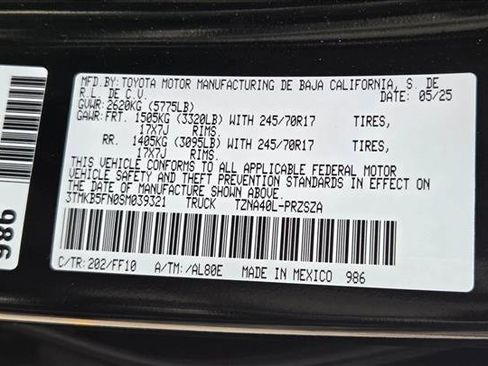 MFD.BY:TOYOTA MOTOR MANUFACTURING DE BAJA CALIFORNIA, S. DE
R.L. DE C.V. DATE: 05/25
GVWR:2620KG (5775LB)
GAWR:FRT. 1505KG (3320LB) WITH 245/70R17 TIRES,
17X7J RIMS.
RR. 1405KG (3095LB) WITH 245/70R17 TIRES,
17X7J RIMS.
THIS VEHICLE CONFORMS TO ALL APPLICABLE FEDERAL MOTOR
VEHICLE SAFETY AND THEFT PREVENTION STANDARDS IN EFFECT ON
THE DATE OF MANUFACTURE SHOWN ABOVE
3TMKB5FN0SM039321 TRUCK TZNA40L-PRZSZA
C/TR:202/FF10 A/TM:/AL80E MADE IN MEXICO 986
986